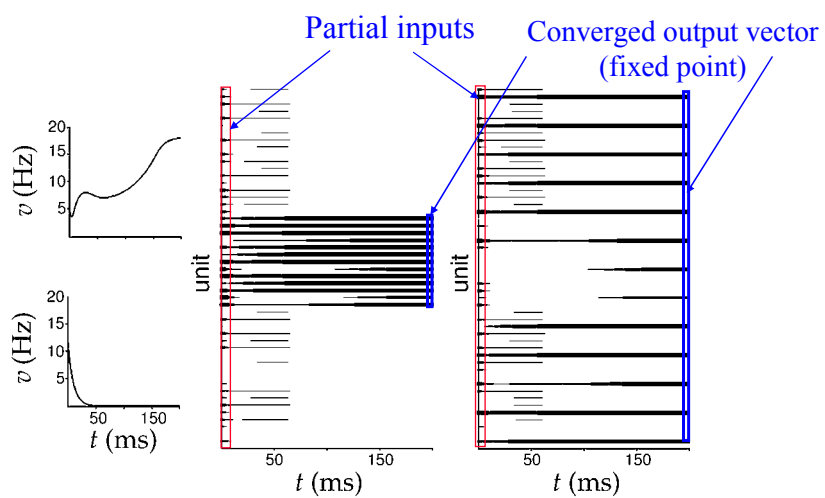 Partial inputs
Converged output vector
(fixed point)
20
15
10
5
v (Hz)
20
15
10
5
v (Hz)
50
150
t (ms)
unit
50
150
t (ms)
unit
50
150
t (ms)